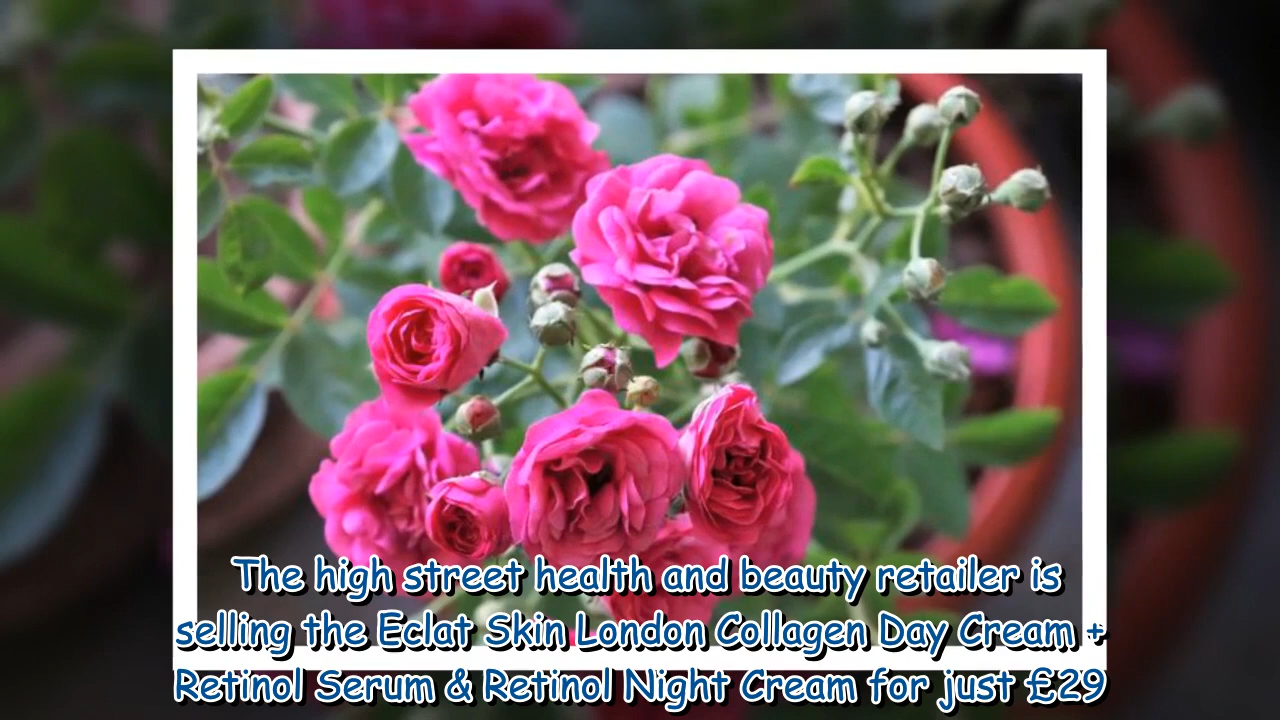 The high street health and beauty retailer is
selling the Eclat Skin London Collagen Day Cream +
Retinol Serum & Retinol Night Cream for just £29